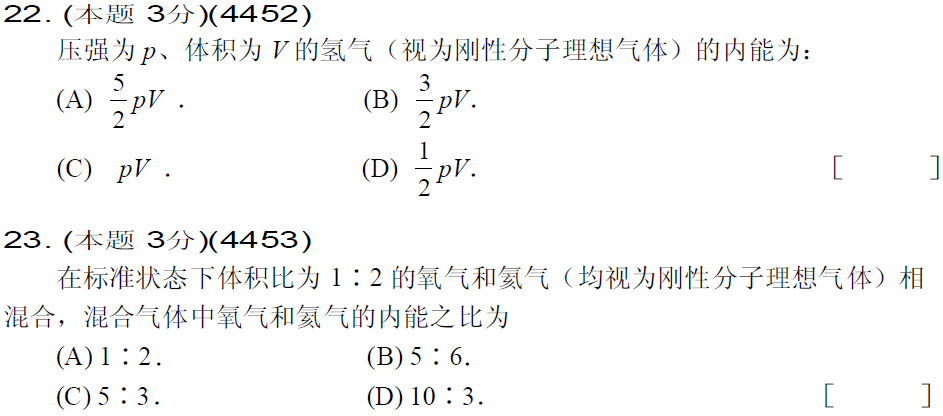 22. (本题 3分)(4452)
压强为 p、体积为 V 的氢气（视为刚性分子理想气体）的内能为：
(A) 5/2 pV . (B) 3/2 pV.
(C) pV . (D) 1/2 pV. [ ]
23. (本题 3分)(4453)
在标准状态下体积比为 1∶2 的氧气和氦气（均视为刚性分子理想气体）相
混合，混合气体中氧气和氦气的内能之比为
(A) 1∶2. (B) 5∶6.
(C) 5∶3. (D) 10∶3. [ ]